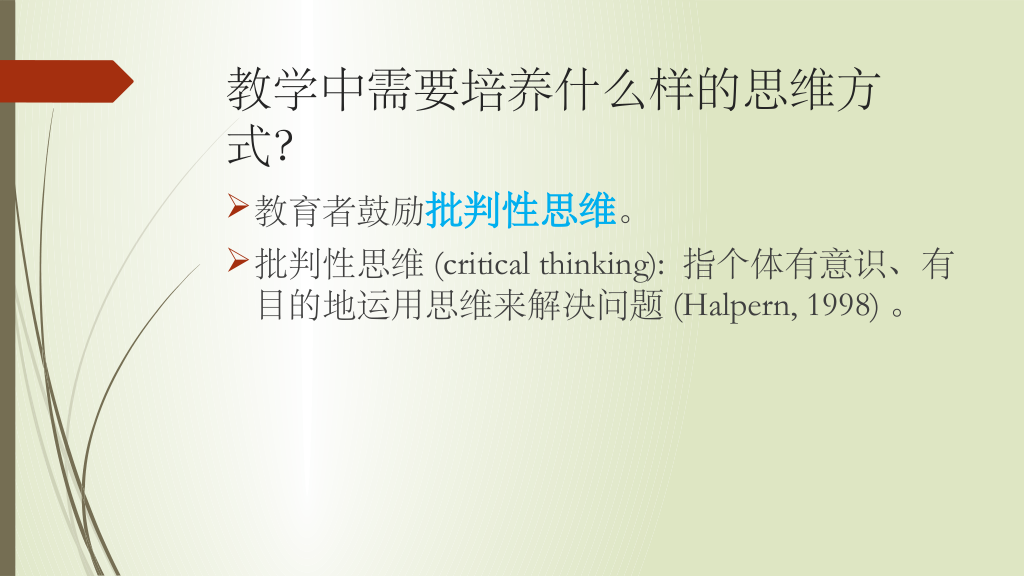 教学中需要培养什么样的思维方
式?
教育者鼓励批判性思维。
批判性思维 (critical thinking): 指个体有意识、有
目的地运用思维来解决问题 (Halpern, 1998) 。